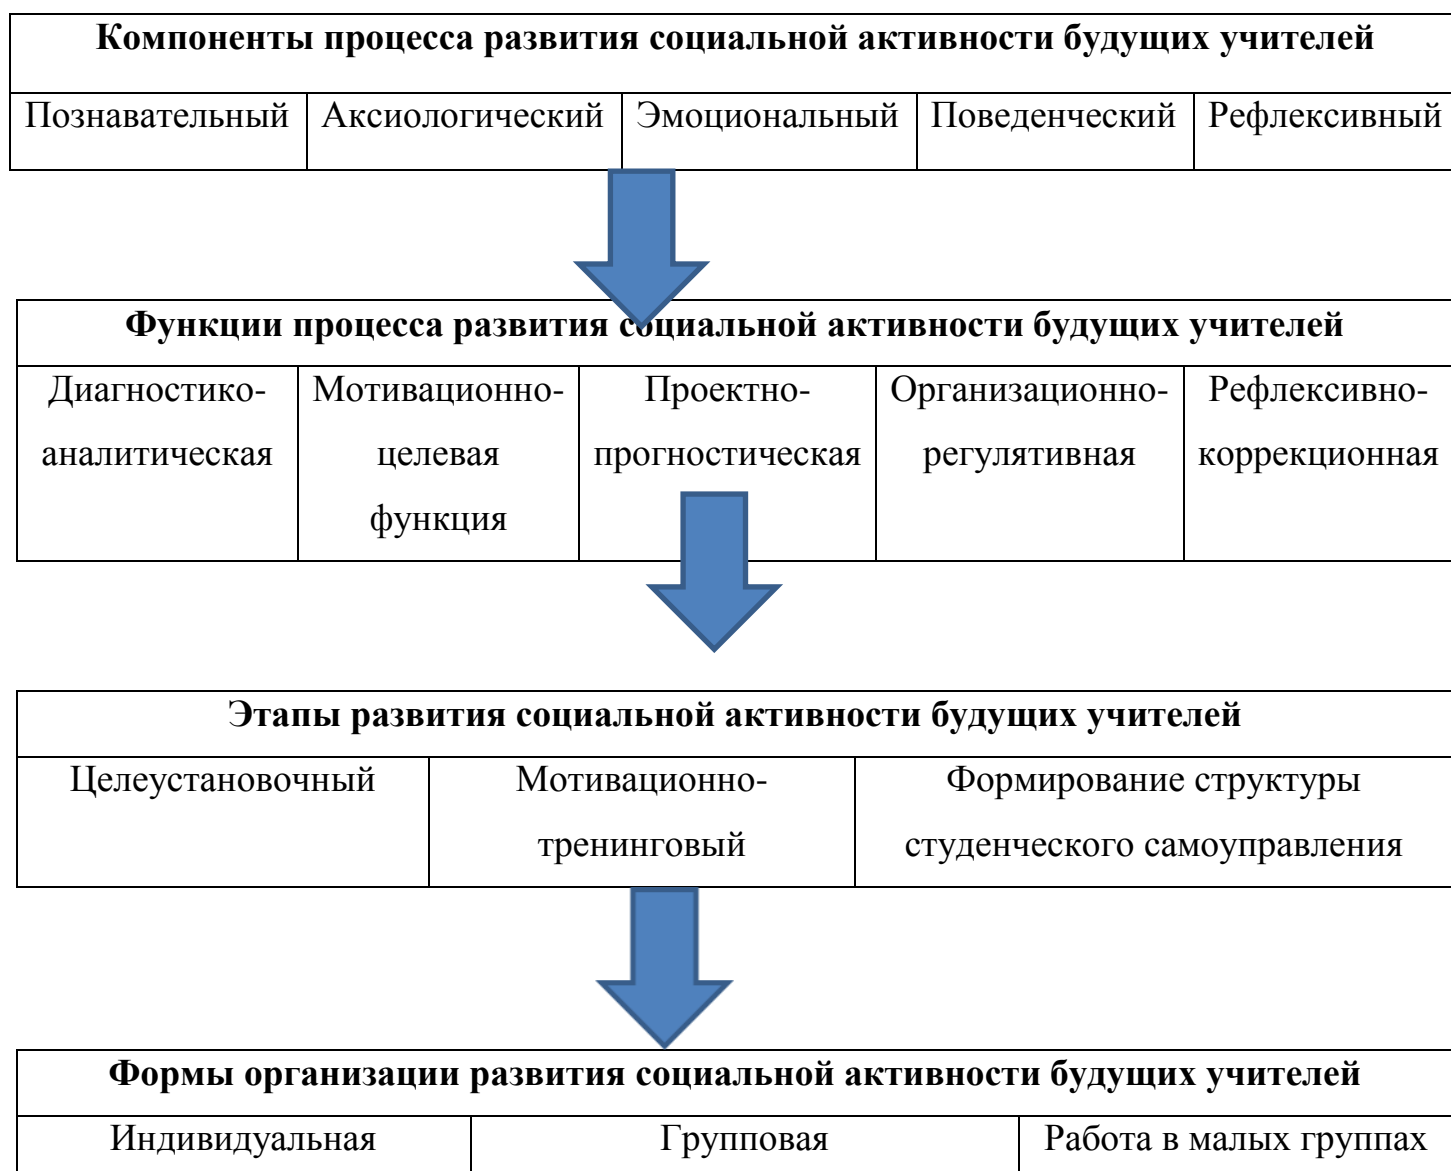 Компоненты процесса развития социальной активности будущих учителей
Познавательный Аксиологический Эмоциональный Поведенческий Рефлексивный
Функции процесса развития социальной активности будущих учителей
Диагностико- Мотивационно- Проектно- Организационно- Рефлексивно-
аналитическая целевая прогностическая регулятивная коррекционная
функция
Этапы развития социальной активности будущих учителей
Целеустановочный Мотивационно- Формирование структуры
тренинговый студенческого самоуправления
Формы организации развития социальной активности будущих учителей
Индивидуальная Групповая Работа в малых группах